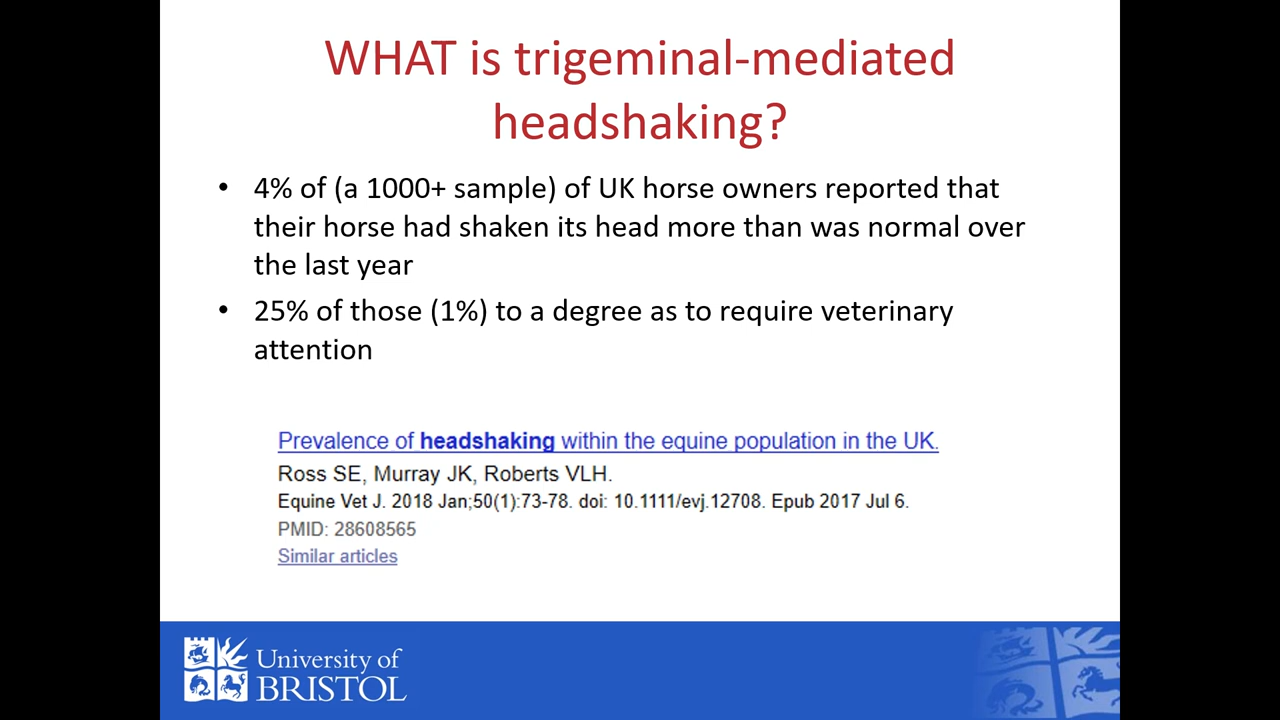 WHAT is trigeminal-mediated
headshaking?
• 4% of (a 1000+ sample) of UK horse owners reported that
their horse had shaken its head more than was normal over
the last year
• 25% of those (1%) to a degree as to require veterinary
attention
Prevalence of headshaking within the equine population in the UK.
Ross SE, Murray JK, Roberts VLH.
Equine Vet J. 2018 Jan;50(1):73-78. doi: 10.1111/evj.12708. Epub 2017 Jul 6.
PMID: 28608565
Similar articles
University of
BRISTOL